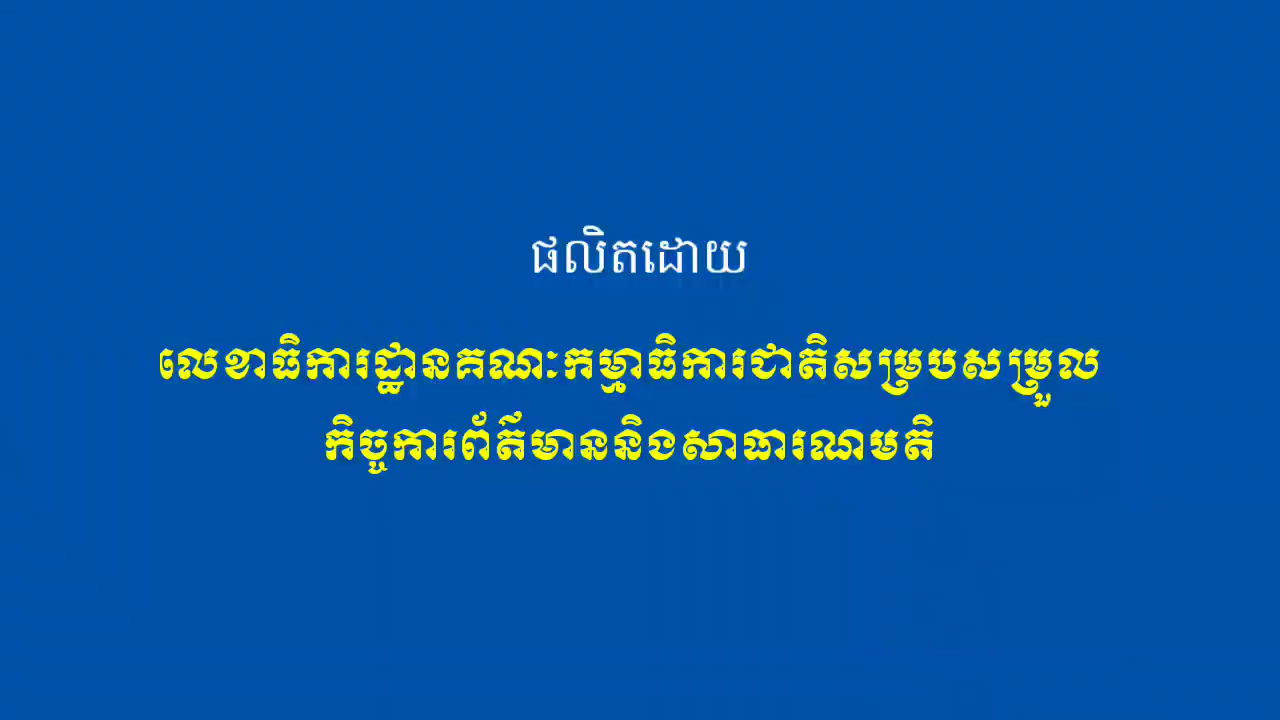 ផលិតដោយ
លេខាធិការដ្ឋានគណៈកម្មាធិការជាតិសម្របសម្រួល
កិច្ចការព័ត៌មាននិងសាធារណមតិ